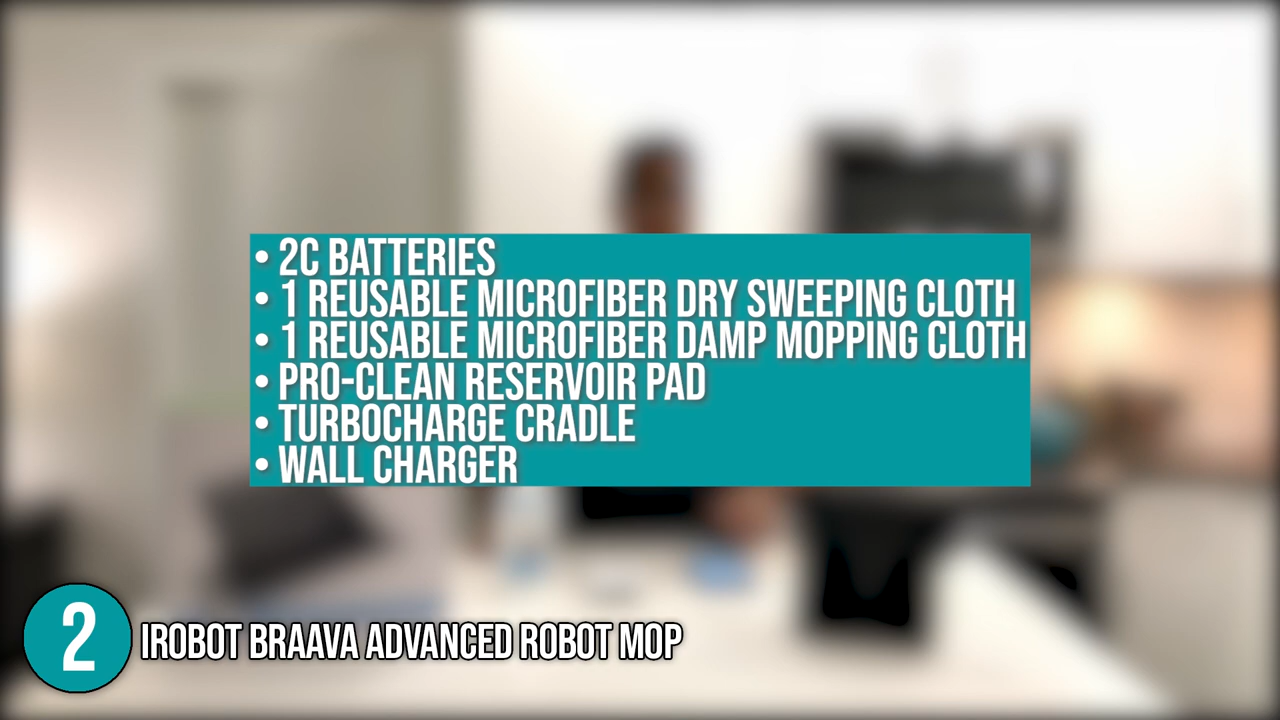 • 2C BATTERIES
• 1 REUSABLE MICROFIBER DRY SWEEPING CLOTH
• 1 REUSABLE MICROFIBER DAMP MOPPING CLOTH
• PRO-CLEAN RESERVOIR PAD
• TURBOCHARGE CRADLE
• WALL CHARGER
2 IROBOT BRAAVA ADVANCED ROBOT MOP